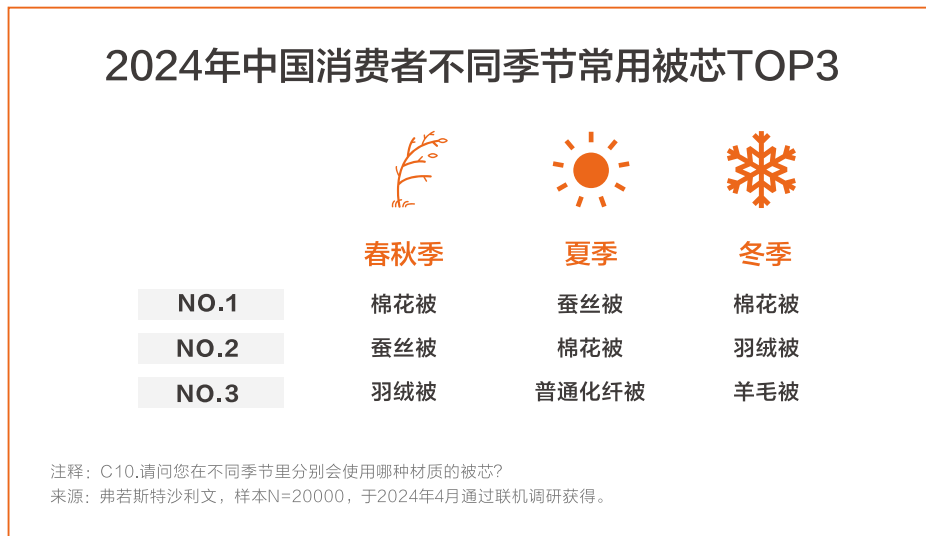 2024年中国消费者不同季节常用被芯TOP3
春秋季 夏季 冬季
NO.1 棉花被 蚕丝被 棉花被
NO.2 蚕丝被 棉花被 羽绒被
NO.3 羽绒被 普通化纤被 羊毛被
注释：C10.请问您在不同季节里分别会使用哪种材质的被芯？
来源：弗若斯特沙利文，样本N=20000，于2024年4月通过联机调研获得。